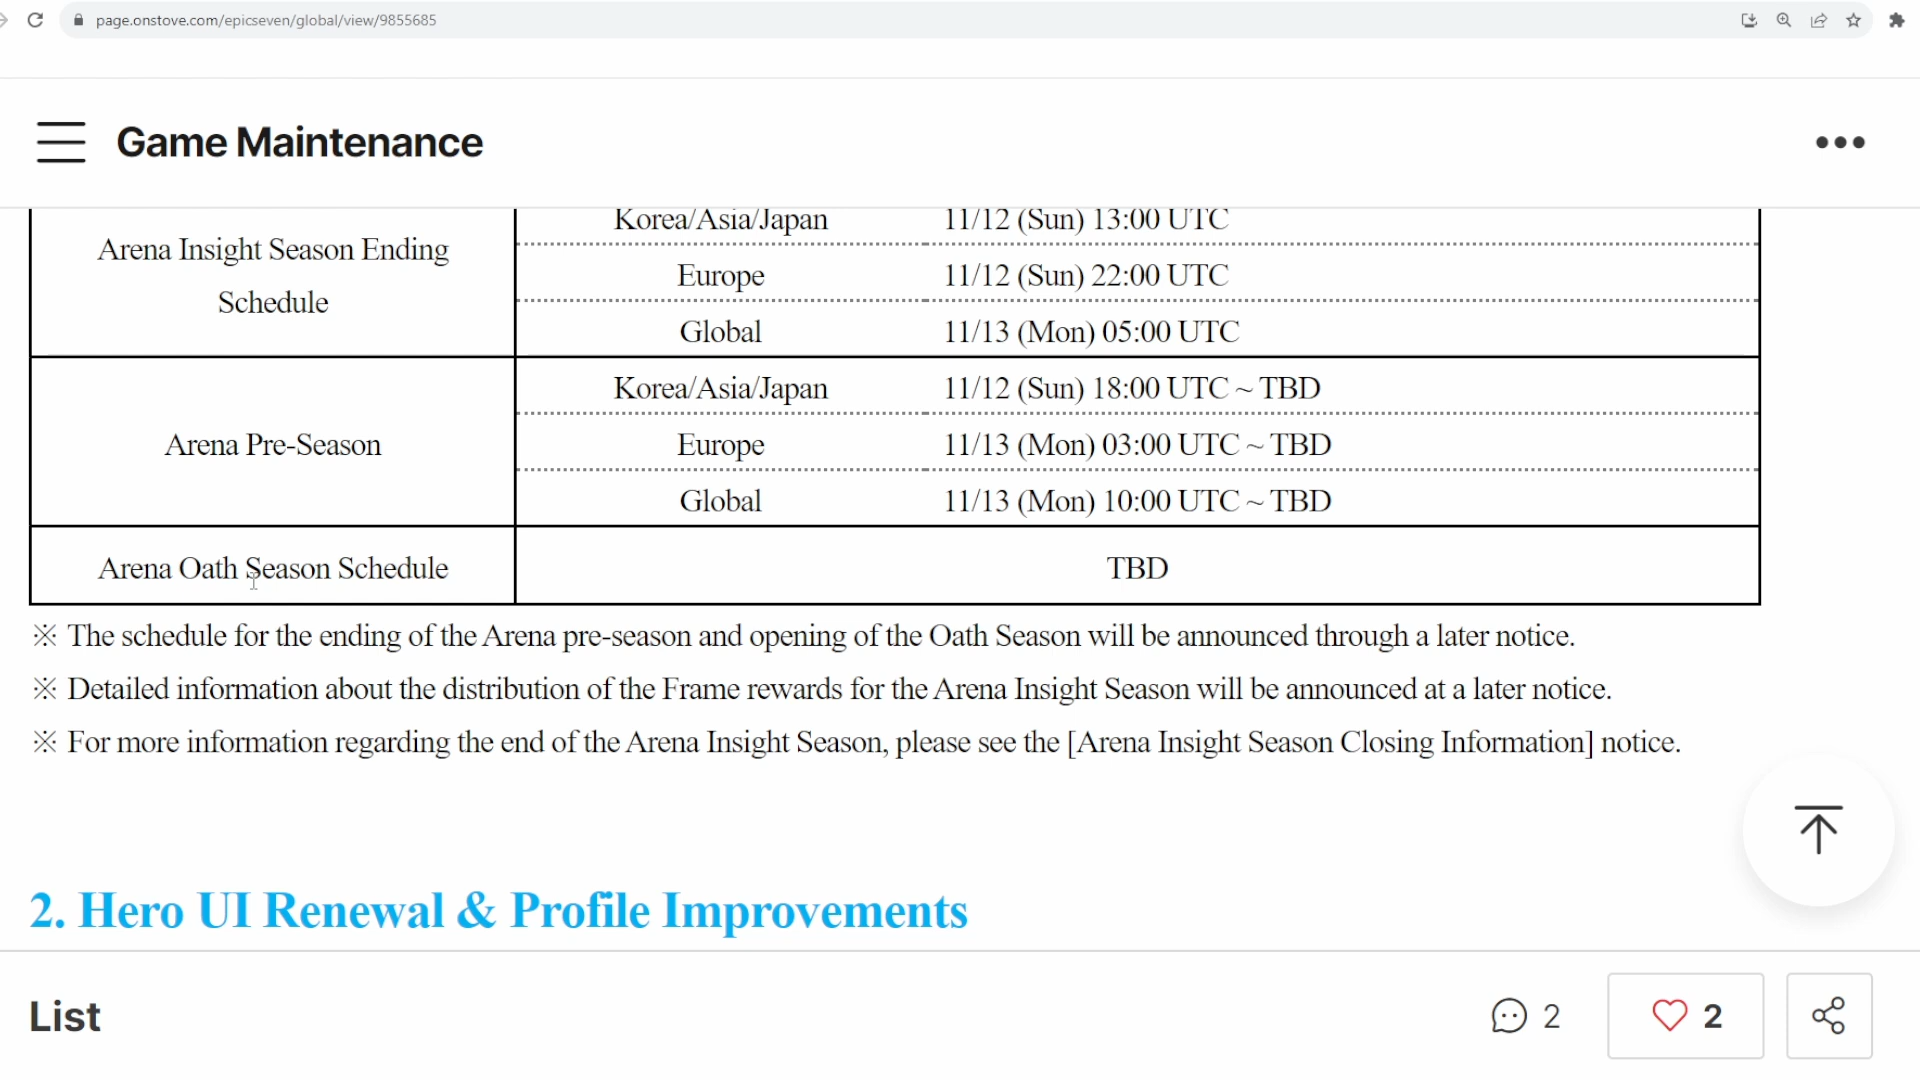 page.onstove.com/epicseven/global/view/9855685
Game Maintenance
Arena Insight Season Ending
Schedule
Korea/Asia/Japan 11/12 (Sun) 13:00 UTC
Europe 11/12 (Sun) 22:00 UTC
Global 11/13 (Mon) 05:00 UTC
Arena Pre-Season
Korea/Asia/Japan 11/12 (Sun) 18:00 UTC ~ TBD
Europe 11/13 (Mon) 03:00 UTC ~ TBD
Global 11/13 (Mon) 10:00 UTC ~ TBD
Arena Oath Season Schedule TBD
※ The schedule for the ending of the Arena pre-season and opening of the Oath Season will be announced through a later notice.
※ Detailed information about the distribution of the Frame rewards for the Arena Insight Season will be announced at a later notice.
※ For more information regarding the end of the Arena Insight Season, please see the [Arena Insight Season Closing Information] notice.
2. Hero UI Renewal & Profile Improvements
List 2 2